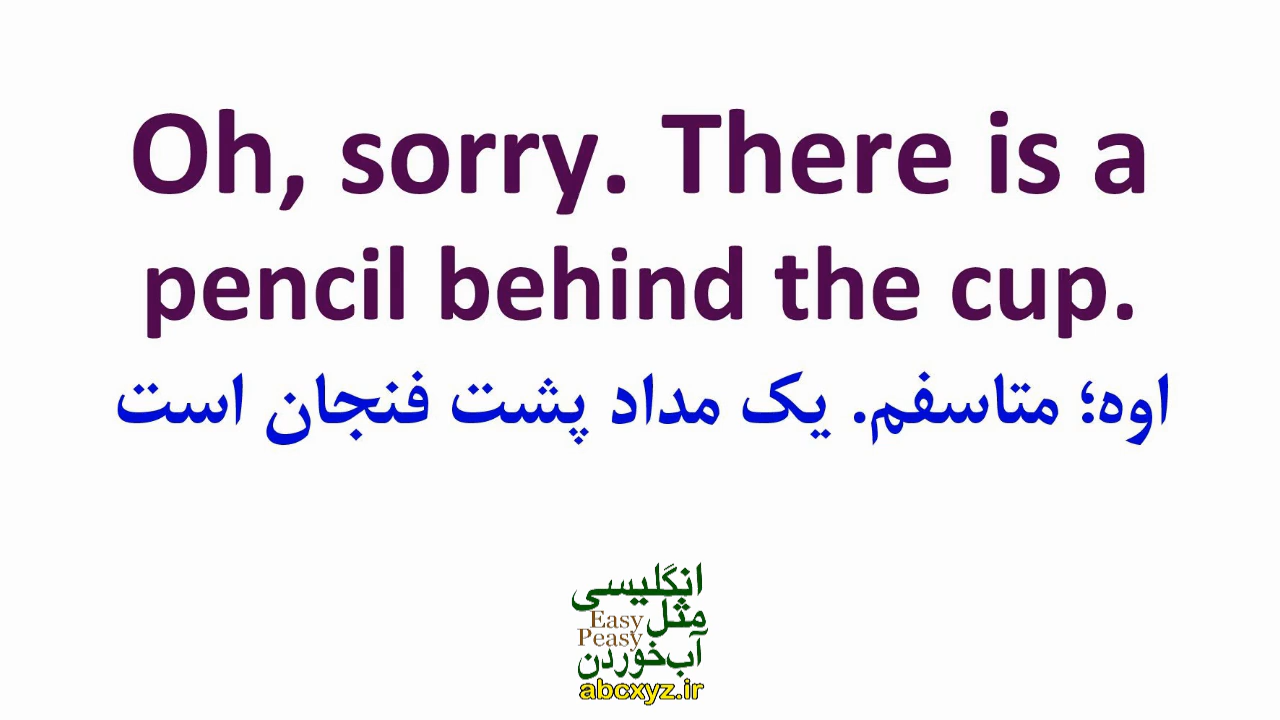 Oh, sorry. There is a
pencil behind the cup.
اوه؛ متاسفم. یک مداد پشت فنجان است
انگلیسی
مثل
Easy
Peasy
آب‌خوردن
abcxyz.ir